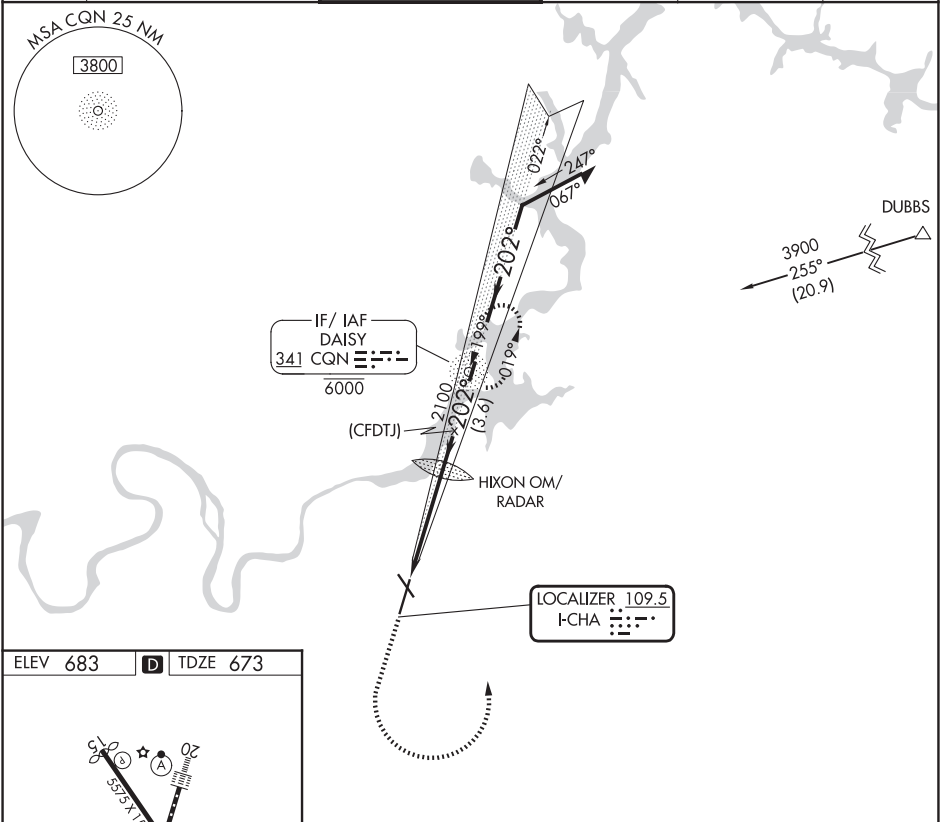 MSA CQN 25 NM
3800
022°
247°
067°
DUBBS
3900
255°
(20.9)
202°
IF/ IAF
DAISY
341 CQN
6000
199°
019°
2100
202°
(3.6)
(CFDTJ)
HIXON OM/
RADAR
LOCALIZER 109.5
I-CHA
ELEV 683
D
TDZE 673
15
A
20